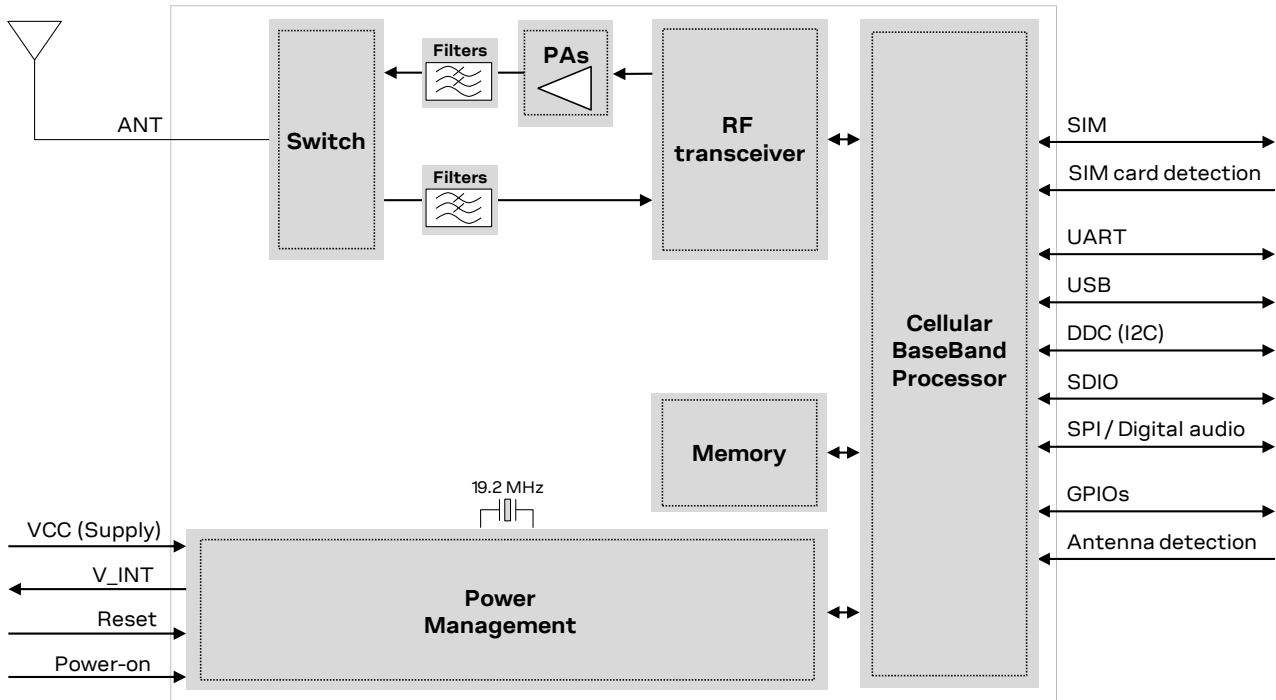 Filters
PAs
ANT
Switch
RF
transceiver
Filters
SIM
SIM card detection
UART
USB
DDC (I2C)
SDIO
SPI / Digital audio
GPIOs
Antenna detection
Cellular
BaseBand
Processor
Memory
19.2 MHz
VCC (Supply)
V_INT
Reset
Power-on
Power
Management